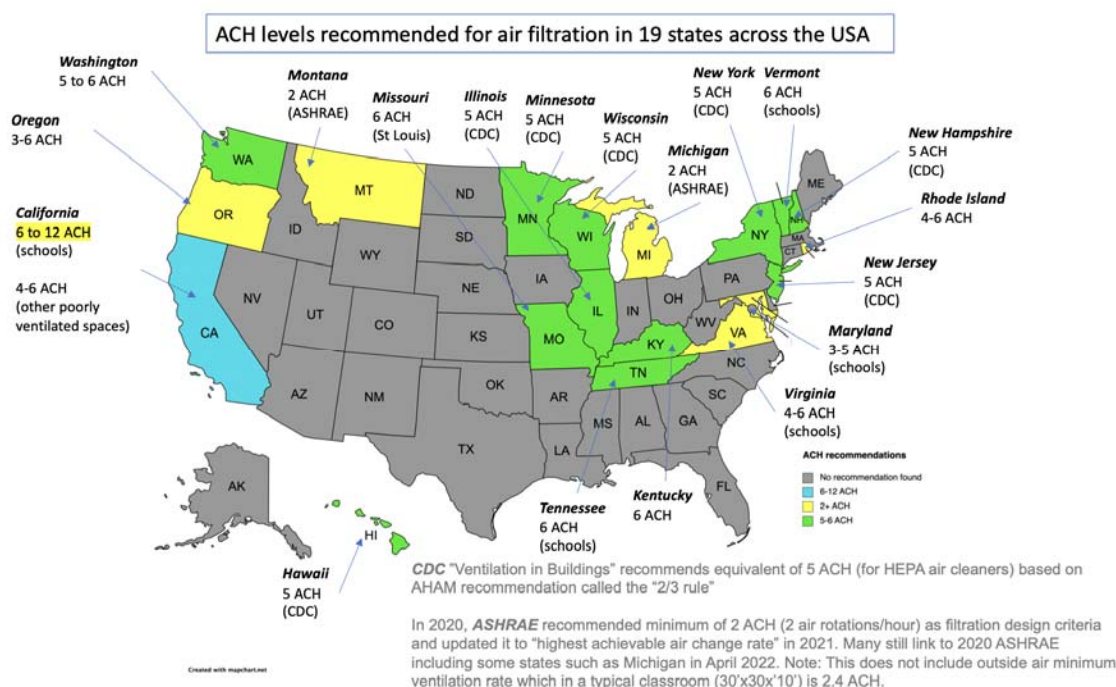 ACH levels recommended for air filtration in 19 states across the USA
Washington
5 to 6 ACH
Oregon
3-6 ACH
California
6 to 12 ACH
(schools)
4-6 ACH
(other poorly
ventilated spaces)
Montana
2 ACH
(ASHRAE)
Missouri
6 ACH
(St Louis)
Illinois
5 ACH
(CDC)
Minnesota
5 ACH
(CDC)
Wisconsin
5 ACH
(CDC)
Michigan
2 ACH
(ASHRAE)
New York
5 ACH
(CDC)
Vermont
6 ACH
(schools)
New Hampshire
5 ACH
(CDC)
Rhode Island
4-6 ACH
New Jersey
5 ACH
(CDC)
Maryland
3-5 ACH
(schools)
Virginia
4-6 ACH
(schools)
Kentucky
6 ACH
Tennessee
6 ACH
(schools)
Hawaii
5 ACH
(CDC)
WA
OR
CA
NV
ID
MT
WY
UT
CO
AZ
NM
ND
SD
NE
KS
OK
TX
MN
IA
MO
AR
LA
WI
IL
MI
IN
OH
KY
TN
MS
AL
GA
FL
SC
NC
VA
WV
PA
NY
NH
ME
MA
CT
AK
HI
ACH recommendations
No recommendation found
6-12 ACH
2+ ACH
5-6 ACH
CDC "Ventilation in Buildings" recommends equivalent of 5 ACH (for HEPA air cleaners) based on
AHAM recommendation called the "2/3 rule"
In 2020, ASHRAE recommended minimum of 2 ACH (2 air rotations/hour) as filtration design criteria
and updated it to "highest achievable air change rate" in 2021. Many still link to 2020 ASHRAE
including some states such as Michigan in April 2022. Note: This does not include outside air minimum
ventilation rate which in a typical classroom (30'x30x'10') is 2.4 ACH.
Created with mapchart.net